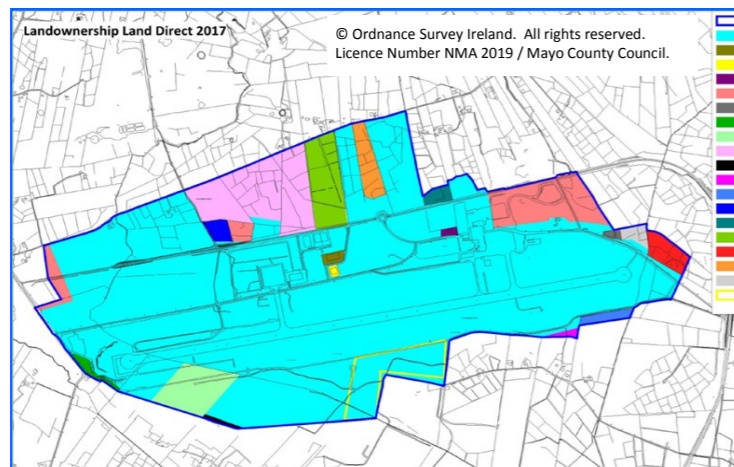 Landownership Land Direct 2017
© Ordnance Survey Ireland. All rights reserved.
Licence Number NMA 2019 / Mayo County Council.